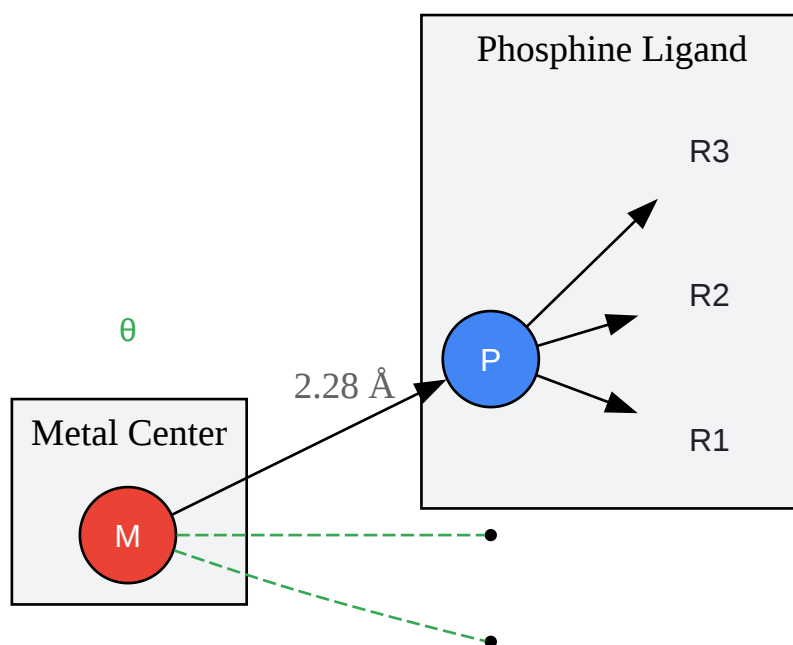 Phosphine Ligand
R3
R2
θ
P
2.28 Å
Metal Center
R1
M